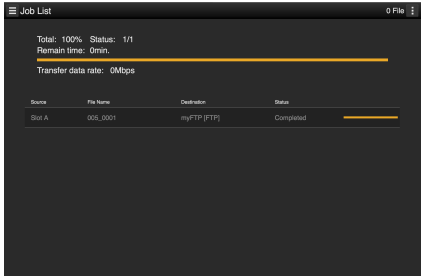 Job List
0 File
Total: 100% Status: 1/1
Remain time: 0min.
Transfer data rate: 0Mbps
Source File Name Destination Status
Slot A 005_0001 myFTP [FTP] Completed